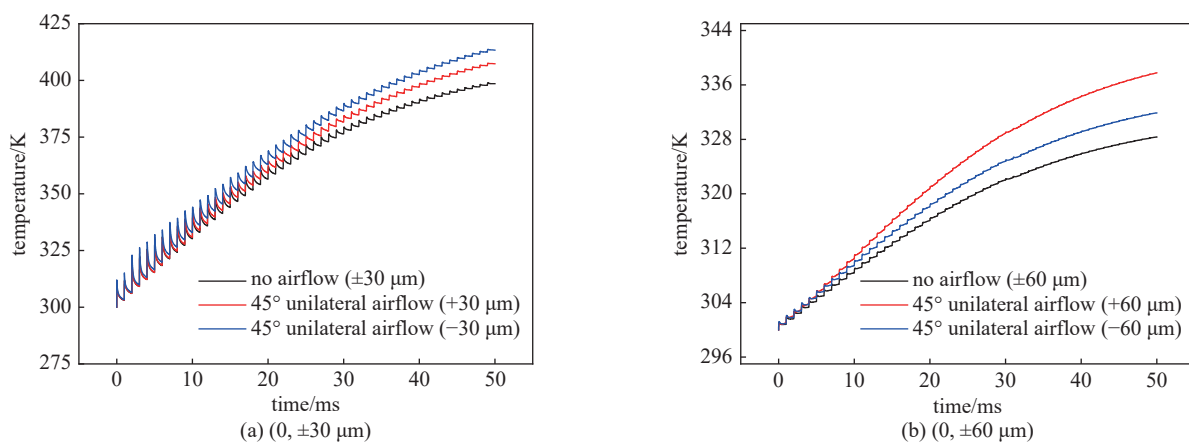 425
400
375
350
325
300
275
temperature/K
no airflow (±30 μm)
45° unilateral airflow (+30 μm)
45° unilateral airflow (−30 μm)
0 10 20 30 40 50
time/ms
(a) (0, ±30 μm)
344
336
328
320
312
304
296
temperature/K
no airflow (±60 μm)
45° unilateral airflow (+60 μm)
45° unilateral airflow (−60 μm)
0 10 20 30 40 50
time/ms
(b) (0, ±60 μm)